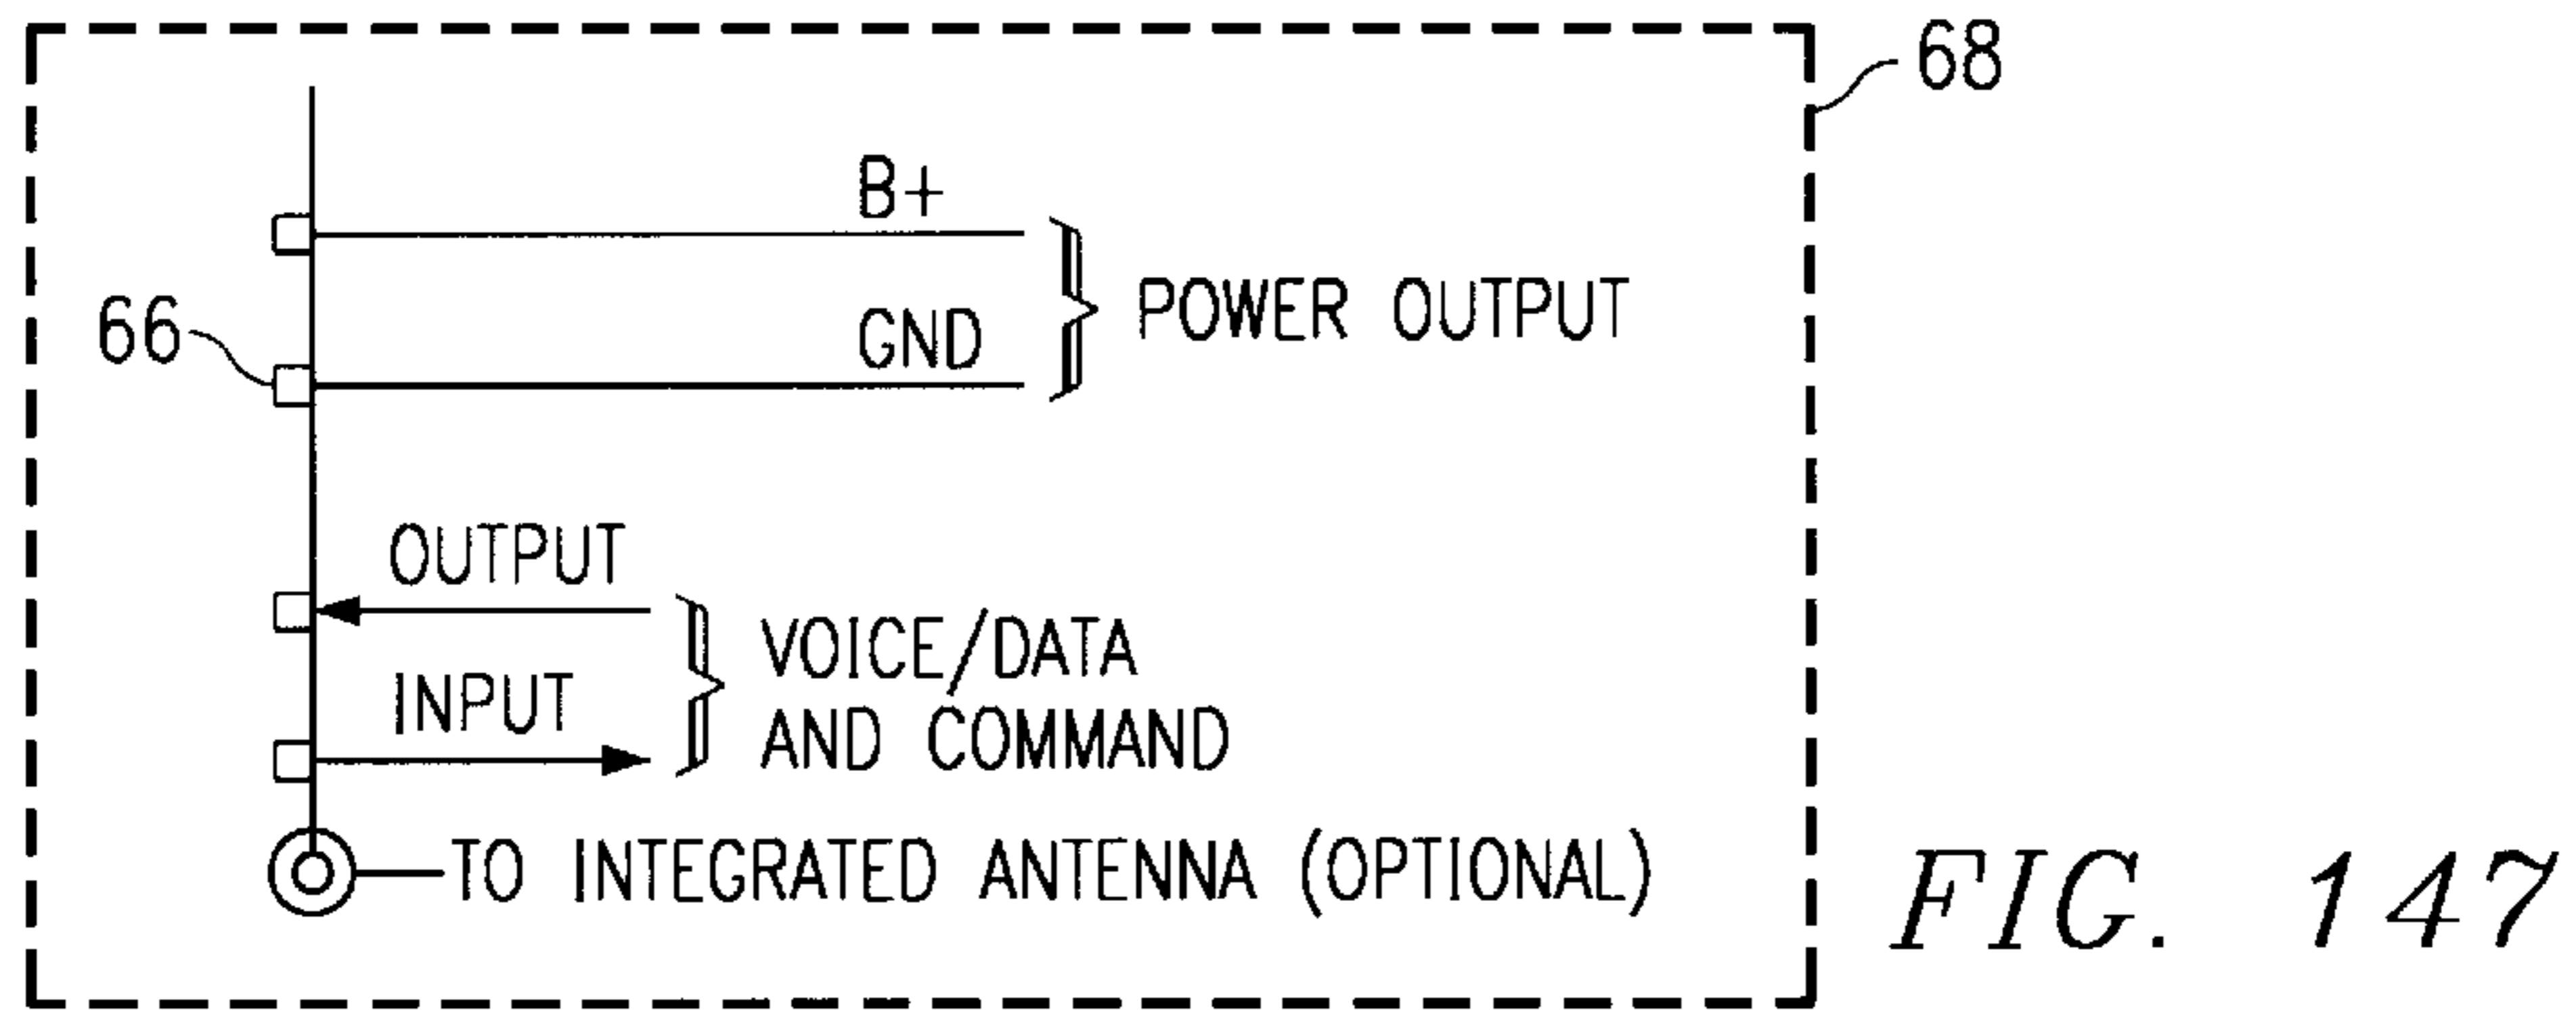 68
B+
66
GND
POWER OUTPUT
OUTPUT
INPUT
VOICE/DATA
AND COMMAND
TO INTEGRATED ANTENNA (OPTIONAL)
FIG. 147